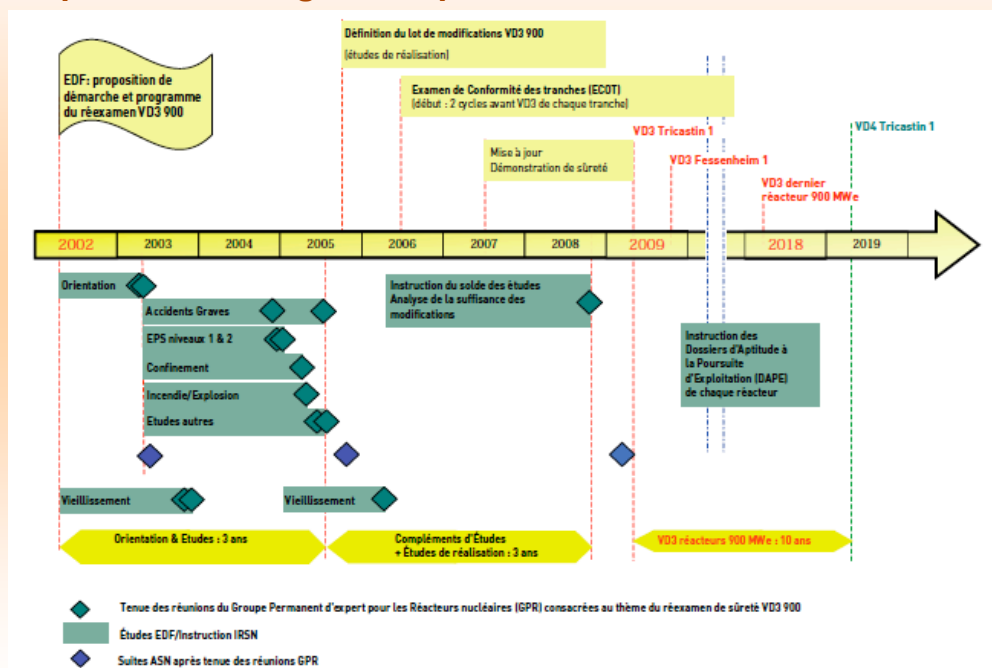 Définition du lot de modifications VD3 900
(études de réalisation)
EDF: proposition de
démarche et programme
du réexamen VD3 900
Examen de Conformité des tranches (ECOT)
(début : 2 cycles avant VD3 de chaque tranche)
VD3 Tricastin 1
VD4 Tricastin 1
Mise à jour
Démonstration de sûreté
VD3 Fessenheim 1
VD3 dernier
réacteur 900 MWe
2002 2003 2004 2005 2006 2007 2008 2009 2018 2019
Orientation
Instruction du solde des ètudes
Analyse de la suffisance des
modifications
Accidents Graves
EPS niveaux 1 & 2
Confinement
Incendie/Explosion
Etudes autres
Instruction des
Dossiers d'Aptitude à
la Poursuite
d'Exploitation (DAPE)
de chaque rèacteur
Vieillissement
Vieillissement
Orientation & Etudes : 3 ans
Compléments d'Études
+ Études de réalisation : 3 ans
VD3 réacteurs 900 MWe : 10 ans
Tenue des réunions du Groupe Permanent d'expert pour les Réacteurs nucléaires (GPR) consacrées au thème du réexamen de sûreté VD3 900
Études EDF/Instruction IRSN
Suites ASN après tenue des réunions GPR